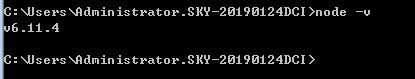 C:\Users\Administrator.SKY-20190124DCI>node -v
v6.11.4
C:\Users\Administrator.SKY-20190124DCI>